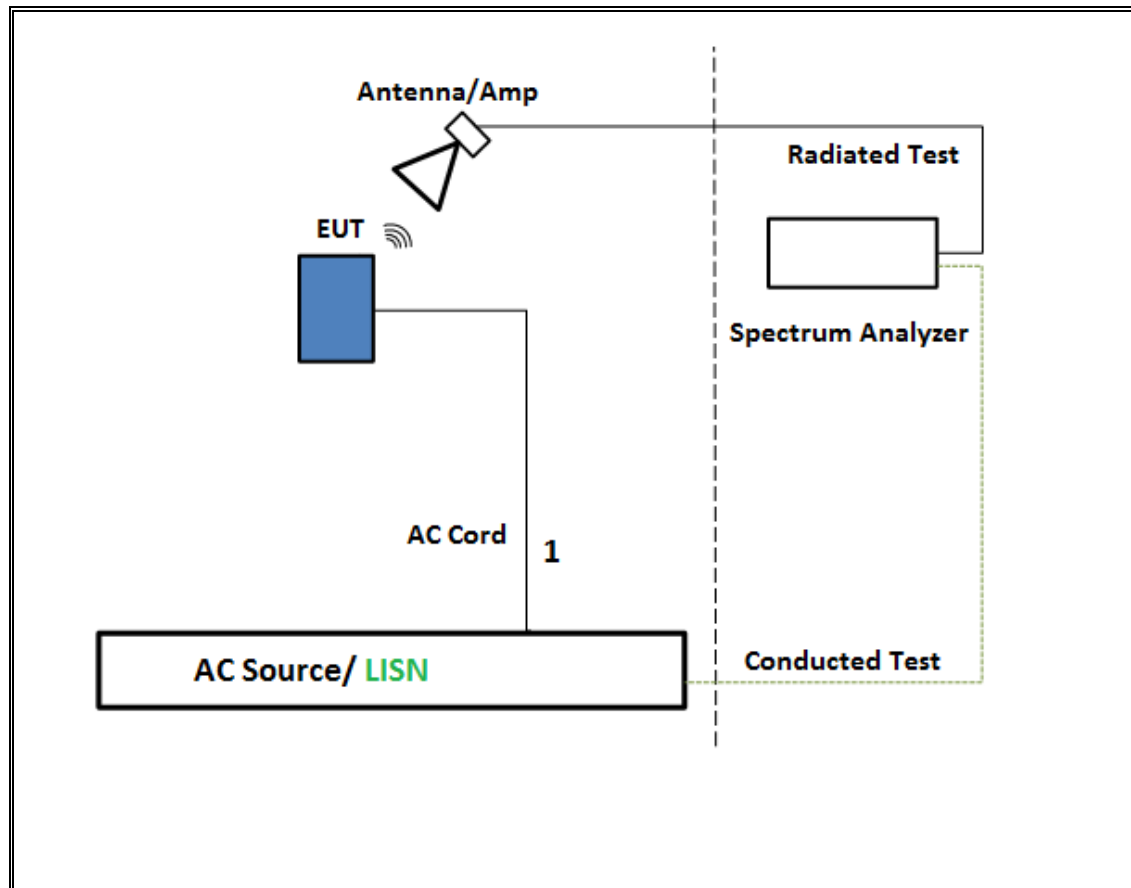 Antenna/Amp
Radiated Test
EUT
Spectrum Analyzer
AC Cord
1
AC Source/ LISN
Conducted Test